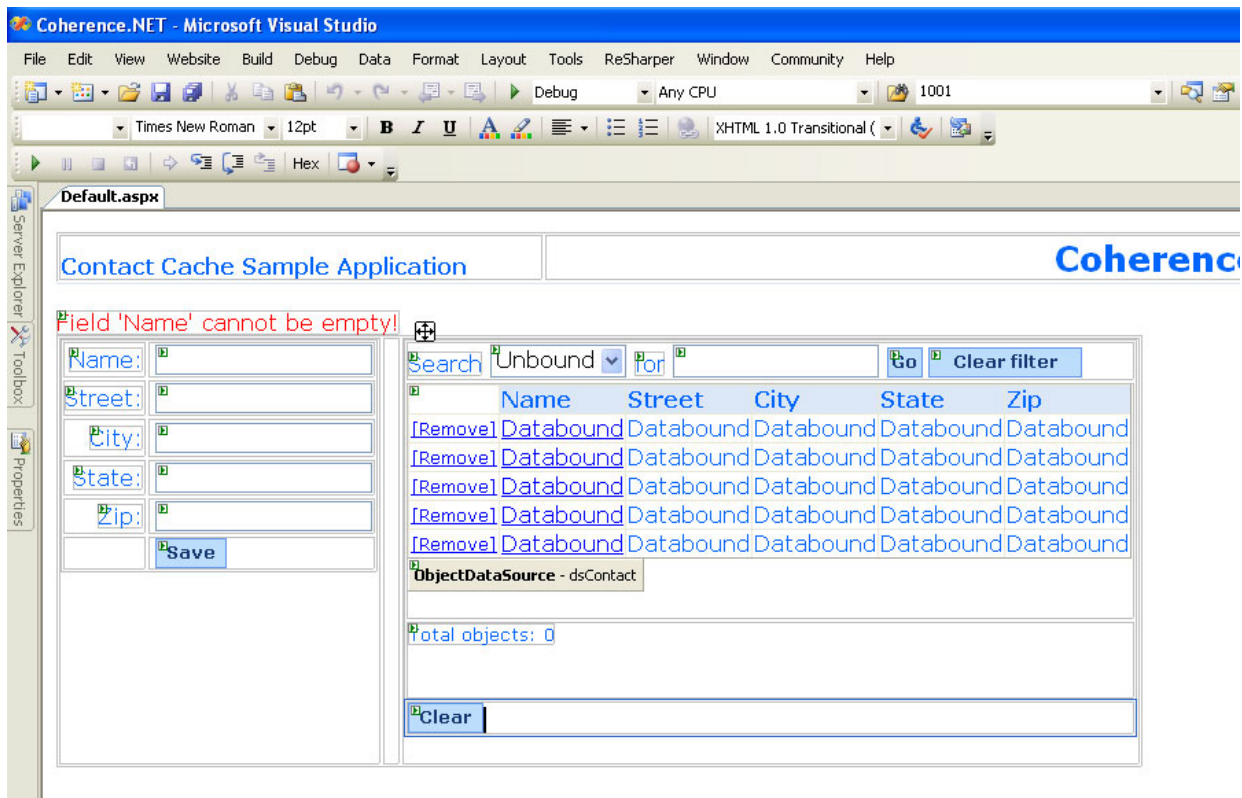 Coherence.NET - Microsoft Visual Studio
File Edit View Website Build Debug Data Format Layout Tools ReSharper Window Community Help
Debug Any CPU 1001
Times New Roman 12pt B I U A XHTML 1.0 Transitional (
Hex
Default.aspx
Server Explorer
Toolbox
Properties
Contact Cache Sample Application
Coherenc
Field 'Name' cannot be empty!
Name:
Street:
City:
State:
Zip:
Save
Search Unbound For Go Clear filter
Name Street City State Zip
[Remove] Databound Databound Databound Databound Databound
[Remove] Databound Databound Databound Databound Databound
[Remove] Databound Databound Databound Databound Databound
[Remove] Databound Databound Databound Databound Databound
[Remove] Databound Databound Databound Databound Databound
ObjectDataSource - dsContact
Total objects: 0
Clear